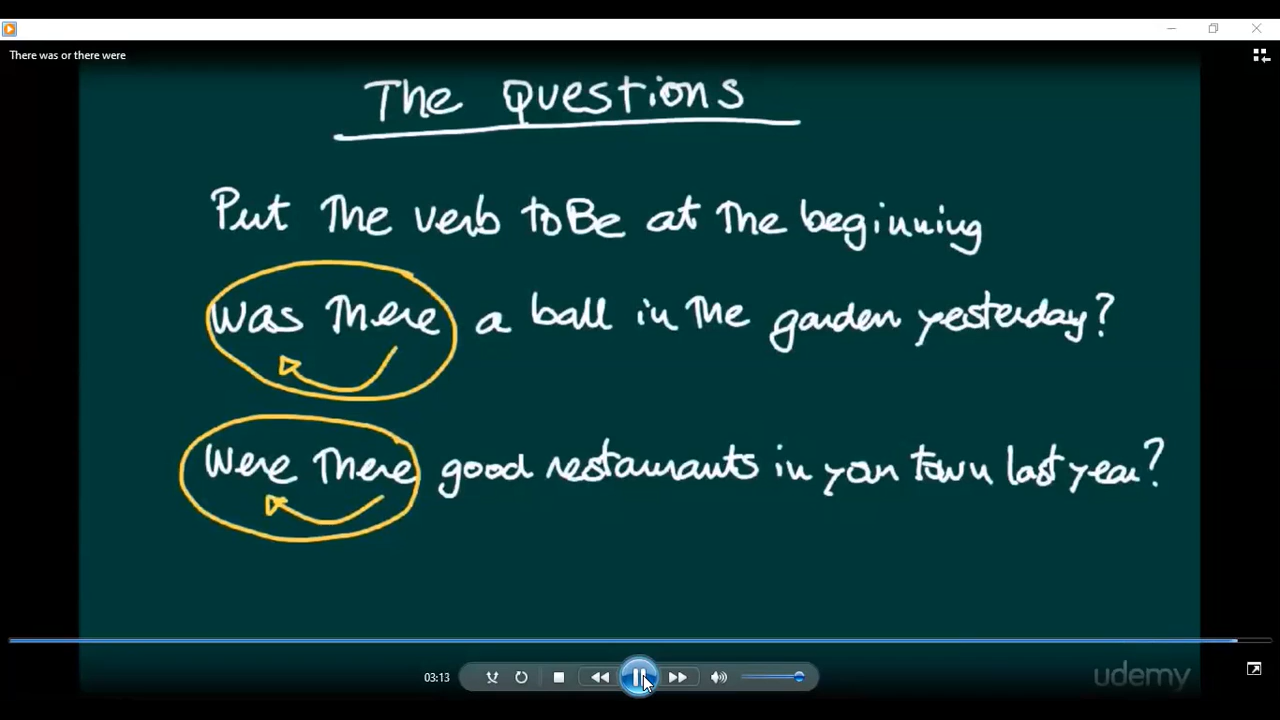 There was or there were
The Questions
Put The verb to Be at The beginning
Was There a ball in The garden yesterday?
Were There good restaurants in your town last year?
03:13
udemy